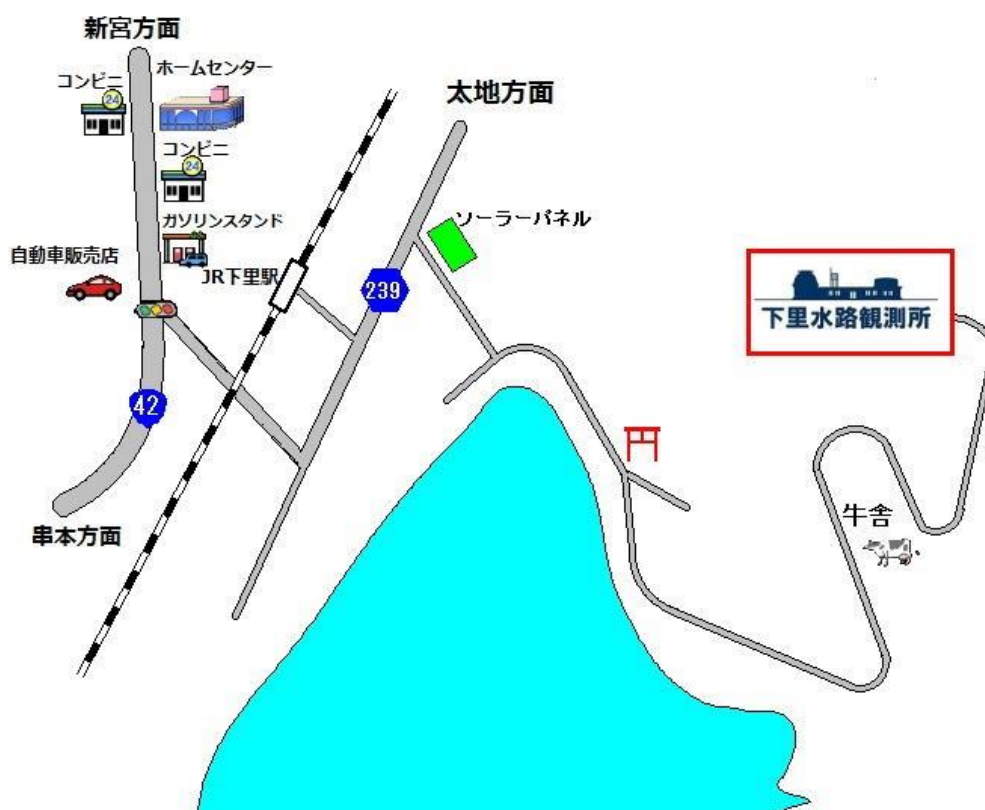 新宮方面
コンビニ
24
ホームセンター
太地方面
コンビニ
24
ガソリンスタンド
ソーラーパネル
自動車販売店
JR下里駅
239
下里水路観測所
42
牛舎
串本方面